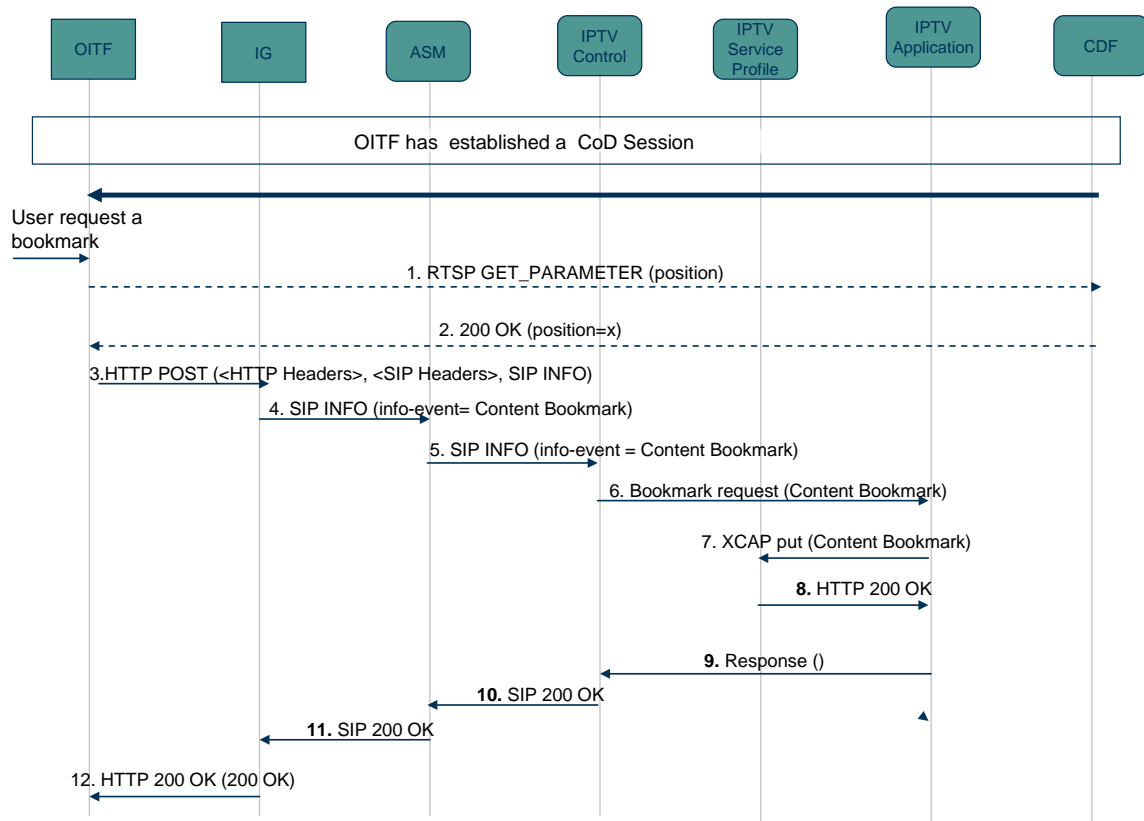 OITF
IG
ASM
IPTV
Control
IPTV
Service
Profile
IPTV
Application
CDF
OITF has  established a  CoD Session
User request a
bookmark
1. RTSP GET_PARAMETER (position)
2. 200 OK (position=x)
3.HTTP POST (<HTTP Headers>, <SIP Headers>, SIP INFO)
4. SIP INFO (info-event= Content Bookmark)
5. SIP INFO (info-event = Content Bookmark)
6. Bookmark request (Content Bookmark)
7. XCAP put (Content Bookmark)
8. HTTP 200 OK
9. Response ()
10. SIP 200 OK
11. SIP 200 OK
12. HTTP 200 OK (200 OK)